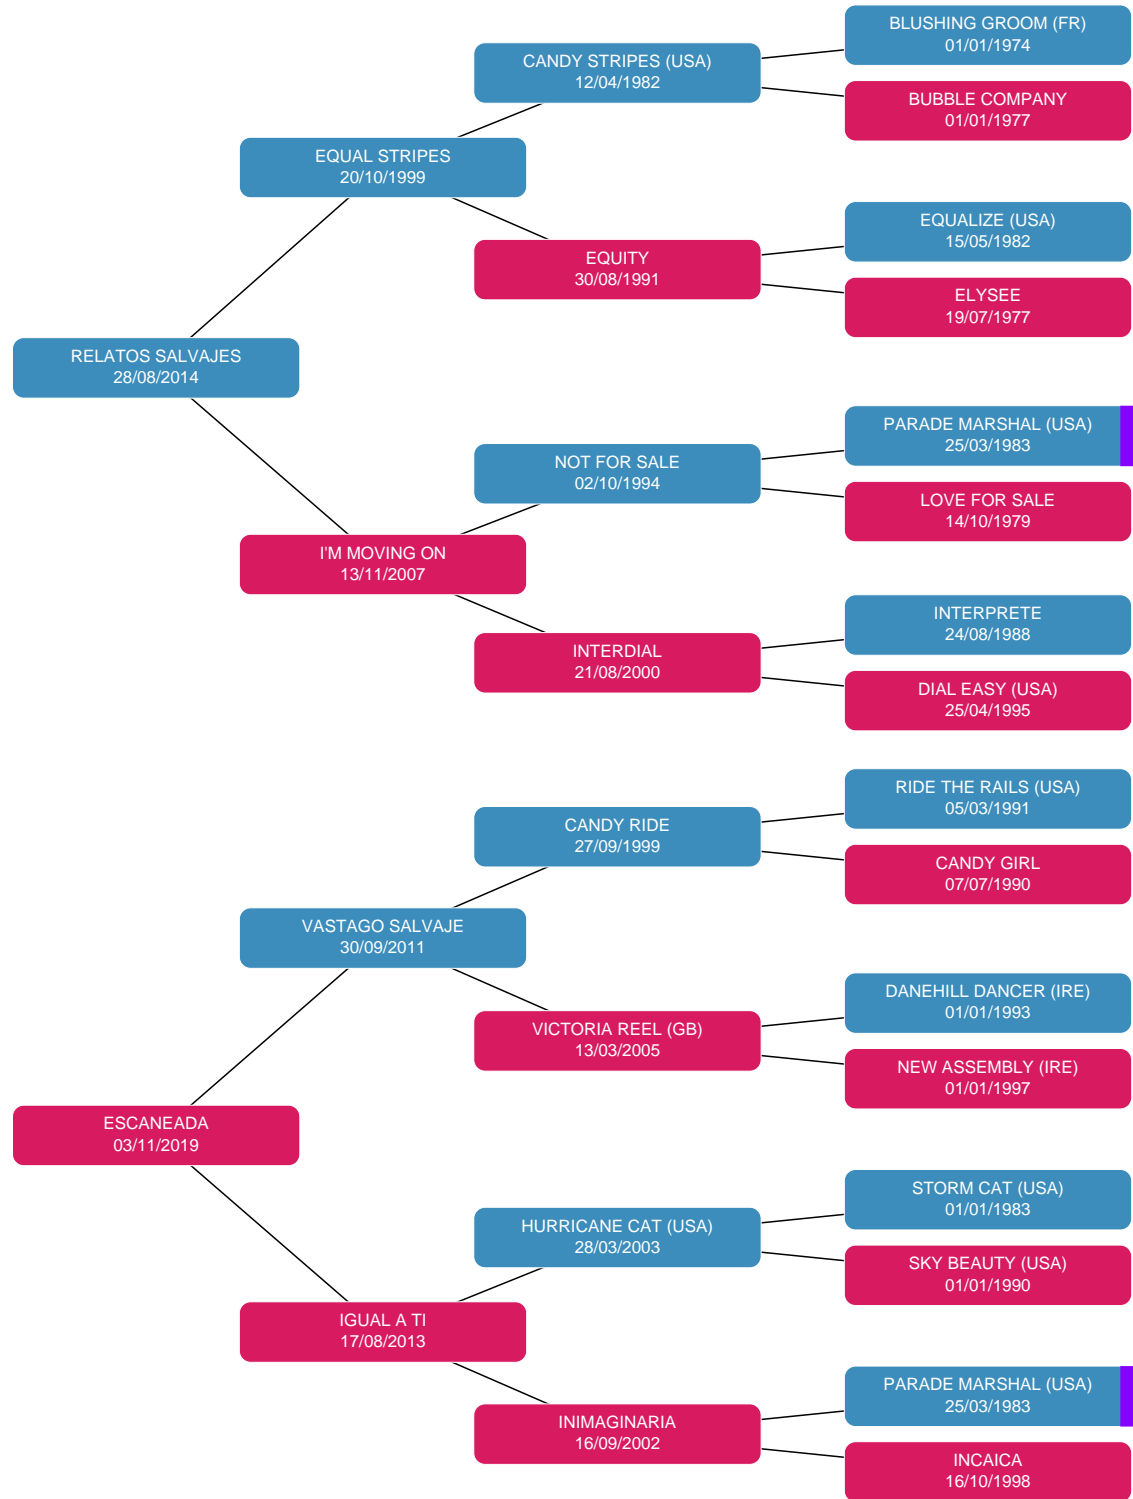 BLUSHING GROOM (FR)
01/01/1974
CANDY STRIPES (USA)
12/04/1982
BUBBLE COMPANY
01/01/1977
EQUAL STRIPES
20/10/1999
EQUALIZE (USA)
15/05/1982
EQUITY
30/08/1991
ELYSEE
19/07/1977
RELATOS SALVAJES
28/08/2014
PARADE MARSHAL (USA)
25/03/1983
NOT FOR SALE
02/10/1994
LOVE FOR SALE
14/10/1979
I'M MOVING ON
13/11/2007
INTERPRETE
24/08/1988
INTERDIAL
21/08/2000
DIAL EASY (USA)
25/04/1995
RIDE THE RAILS (USA)
05/03/1991
CANDY RIDE
27/09/1999
CANDY GIRL
07/07/1990
VASTAGO SALVAJE
30/09/2011
DANEHILL DANCER (IRE)
01/01/1993
VICTORIA REEL (GB)
13/03/2005
NEW ASSEMBLY (IRE)
01/01/1997
ESCANEADA
03/11/2019
STORM CAT (USA)
01/01/1983
HURRICANE CAT (USA)
28/03/2003
SKY BEAUTY (USA)
01/01/1990
IGUAL A TI
17/08/2013
PARADE MARSHAL (USA)
25/03/1983
INIMAGINARIA
16/09/2002
INCAICA
16/10/1998